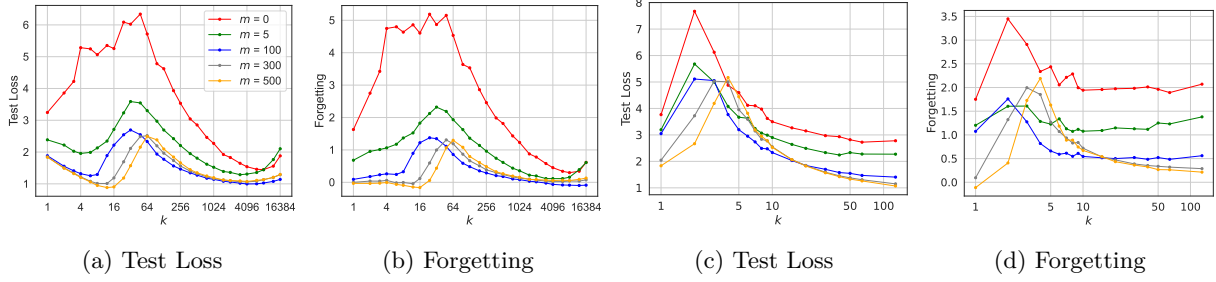 6
5
4
3
2
1
Test Loss
1 4 16 64 256 1024 4096 16384
k
m = 0
m = 5
m = 100
m = 300
m = 500
5
4
3
2
1
0
Forgetting
1 4 16 64 256 1024 4096 16384
k
8
7
6
5
4
3
2
1
Test Loss
1 5 10 50 100
k
3.5
3.0
2.5
2.0
1.5
1.0
0.5
0.0
Forgetting
1 5 10 50 100
k
(a) Test Loss
(b) Forgetting
(c) Test Loss
(d) Forgetting